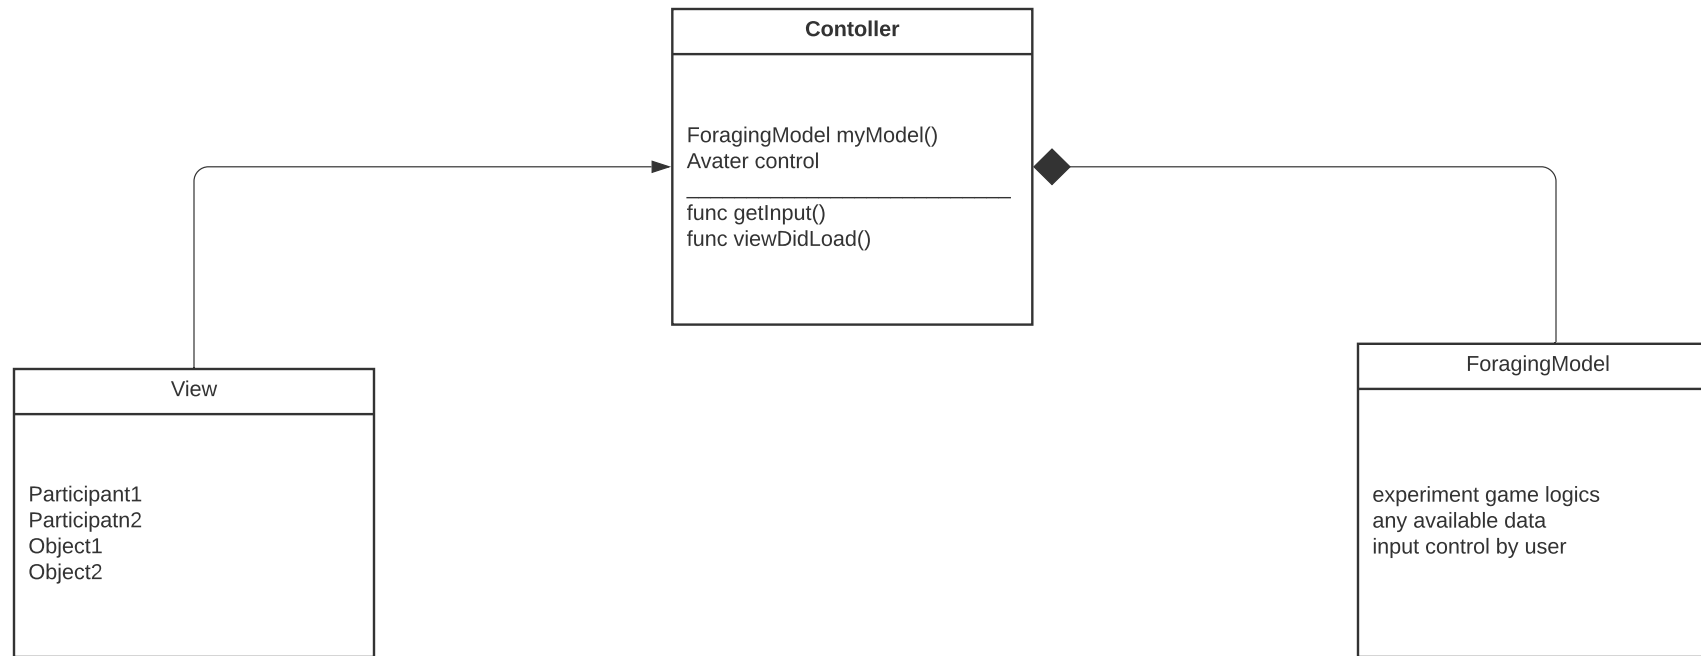 Contoller
ForagingModel myModel()
Avater control
func getInput()
func viewDidLoad()
View
Participant1
Participatn2
Object1
Object2
ForagingModel
experiment game logics
any available data
input control by user